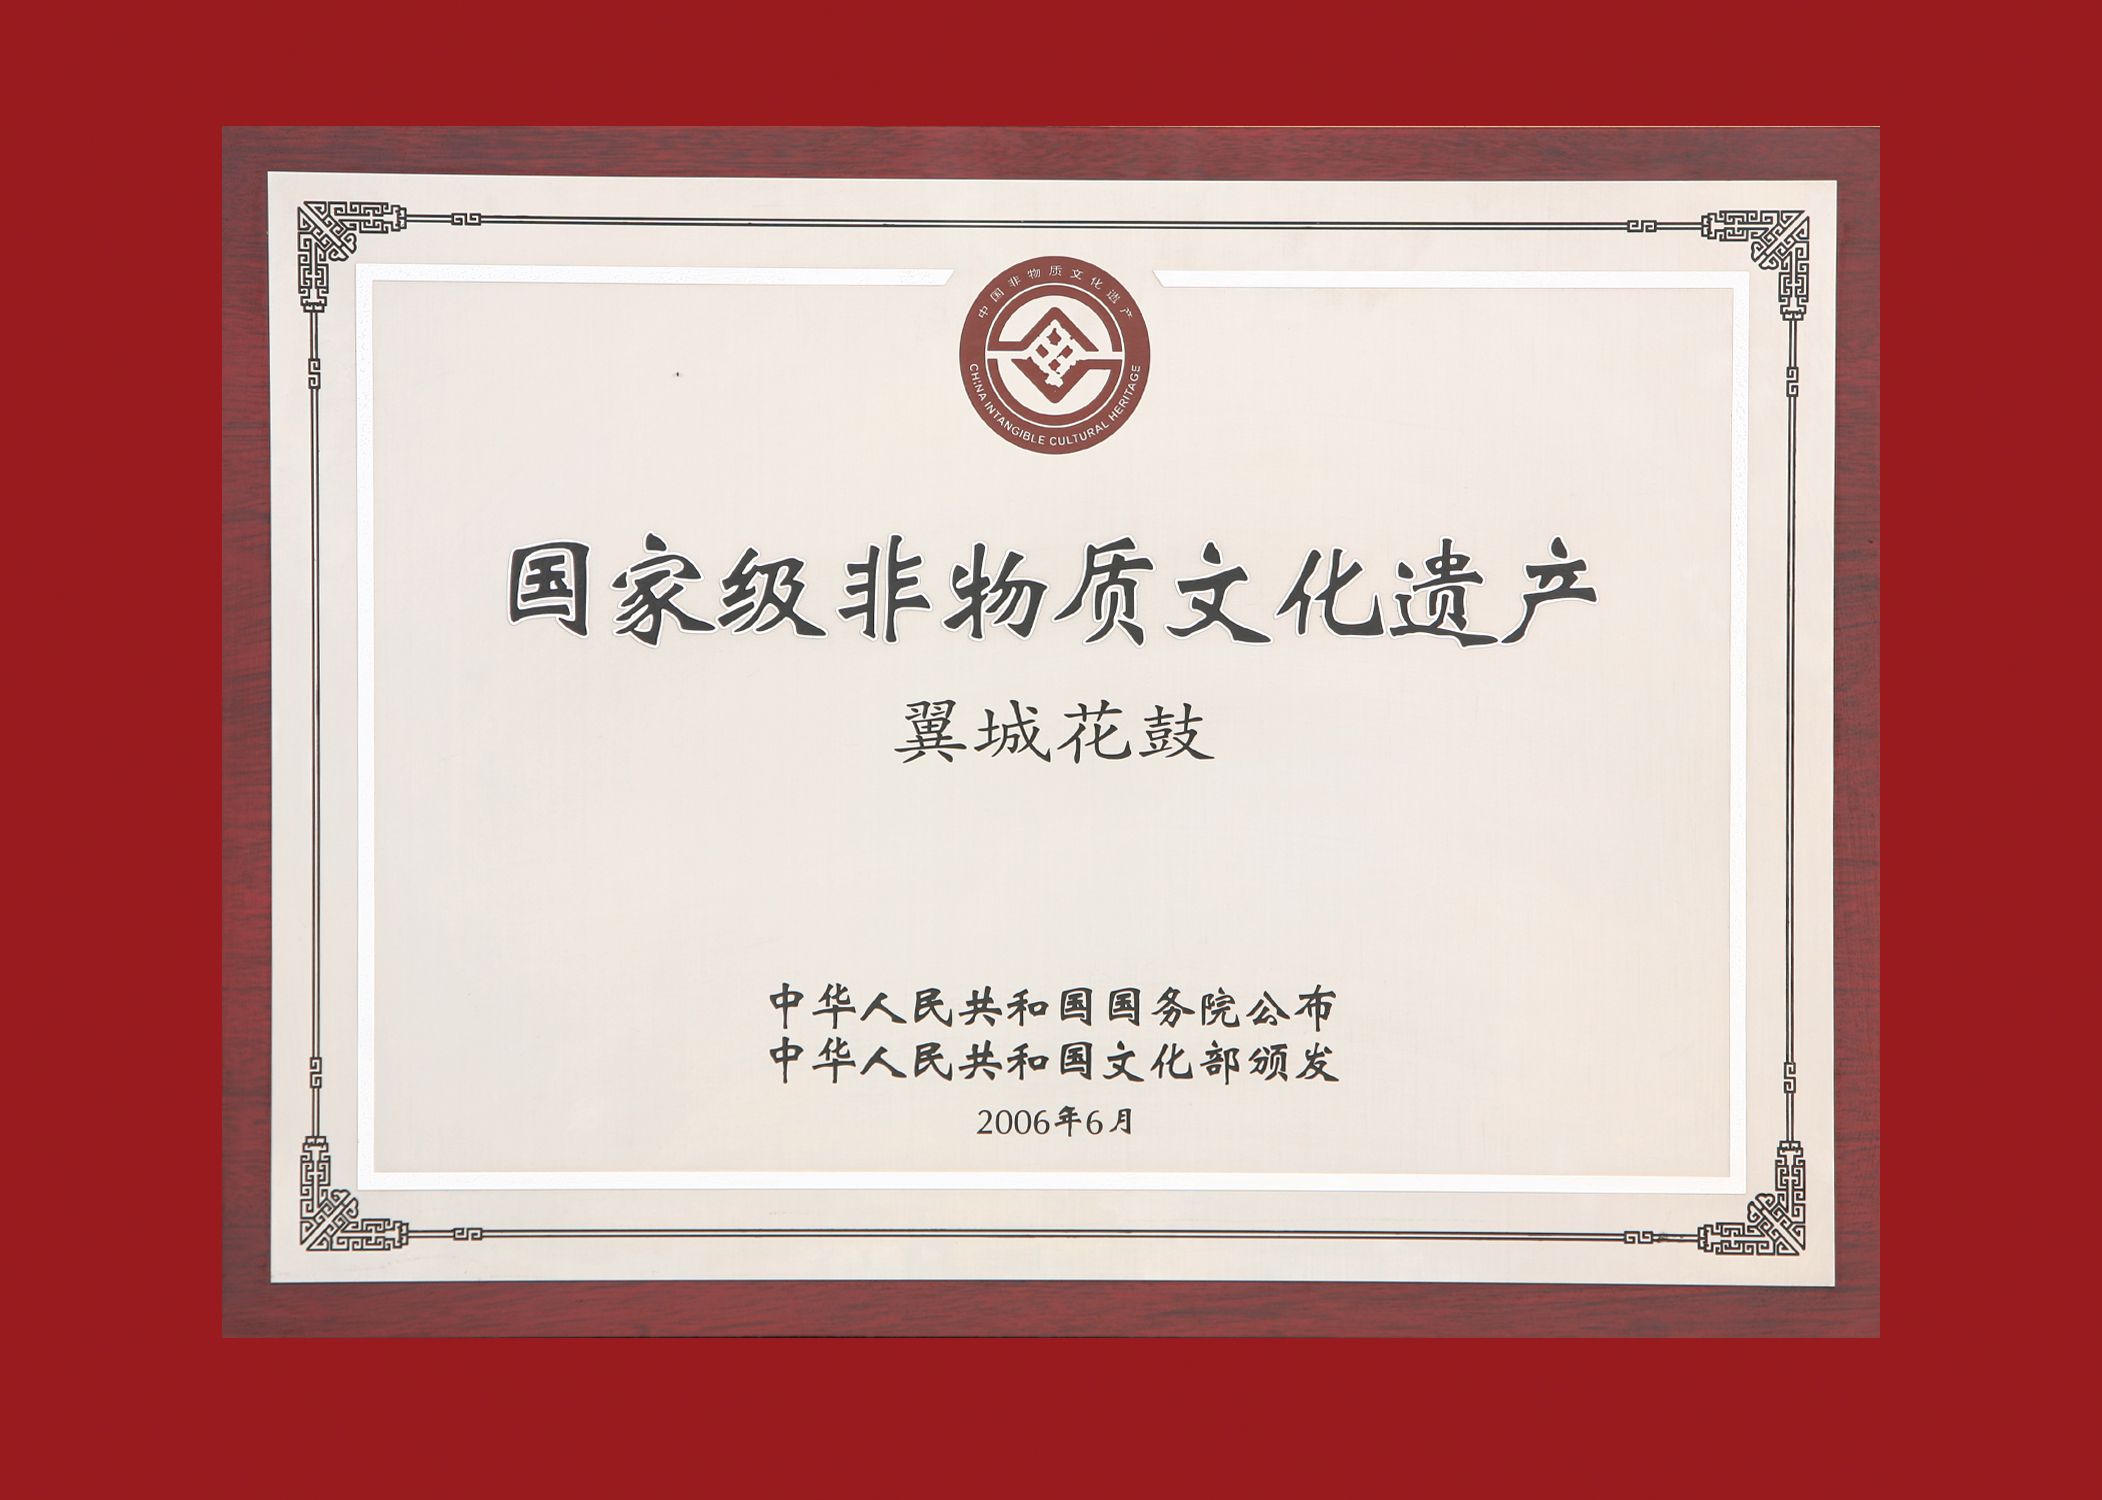 中国非物质文化遗产
CHINA INTANGIBLE CULTURAL HERITAGE
国家级非物质文化遗产
翼城花鼓
中华人民共和国国务院公布
中华人民共和国文化部颁发
2006年6月